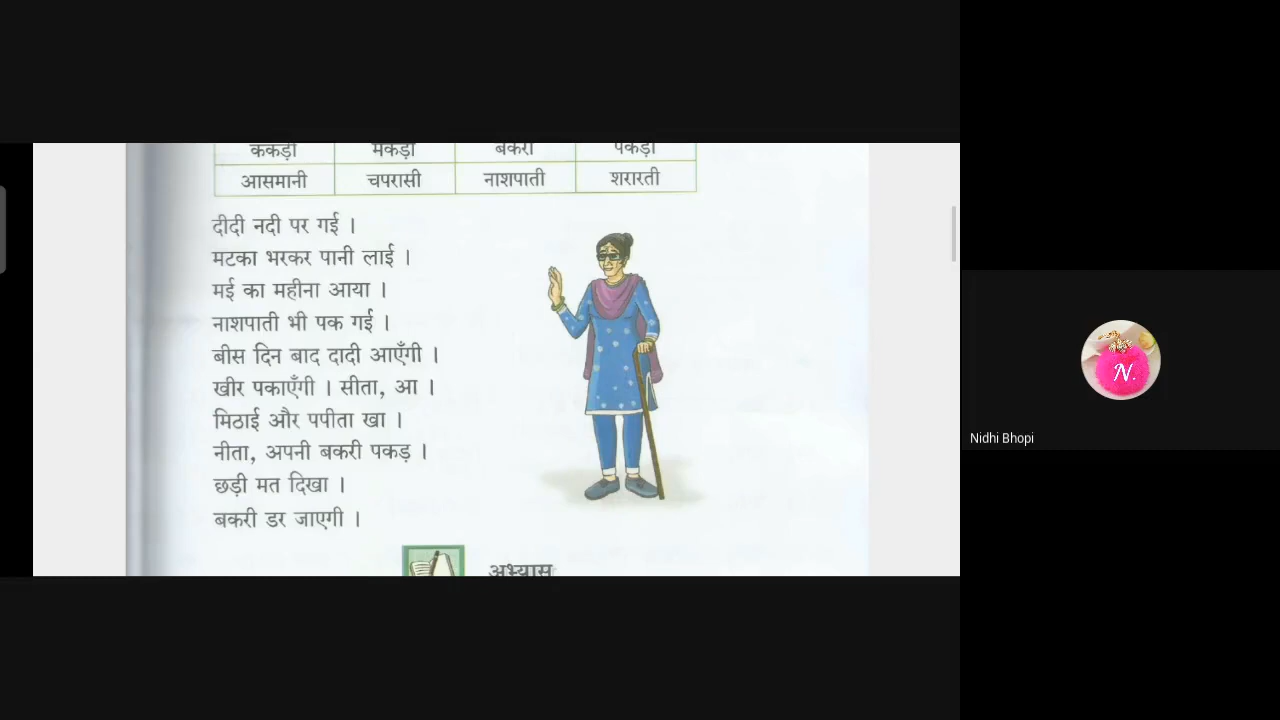 ककड़ी मकड़ी बकरी पकड़ी
आसमानी चपरासी नाशपाती शरारती
दीदी नदी पर गई ।
मटका भरकर पानी लाई ।
मई का महीना आया ।
नाशपाती भी पक गई ।
बीस दिन बाद दादी आएँगी ।
खीर पकाएँगी । सीता, आ ।
मिठाई और पपीता खा ।
नीता, अपनी बकरी पकड़ ।
छड़ी मत दिखा ।
बकरी डर जाएगी ।
अभ्यास
N.
Nidhi Bhopi